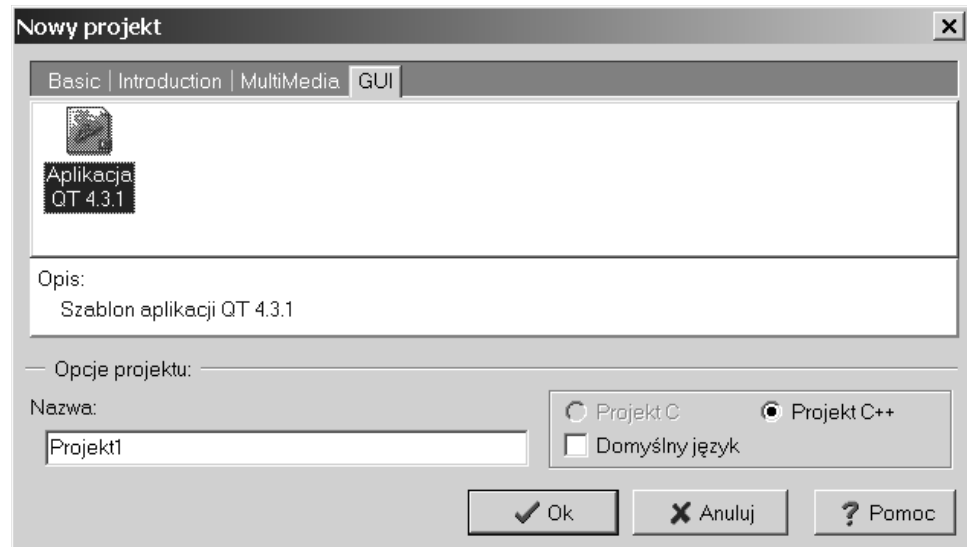 Nowy projekt
Basic Introduction MultiMedia GUI
Aplikacja
QT 4.3.1
Opis:
Szablon aplikacji QT 4.3.1
Opcje projektu:
Nazwa:
Projekt1
Projekt C Projekt C++
Domyślny język
Ok Anuluj ? Pomoc